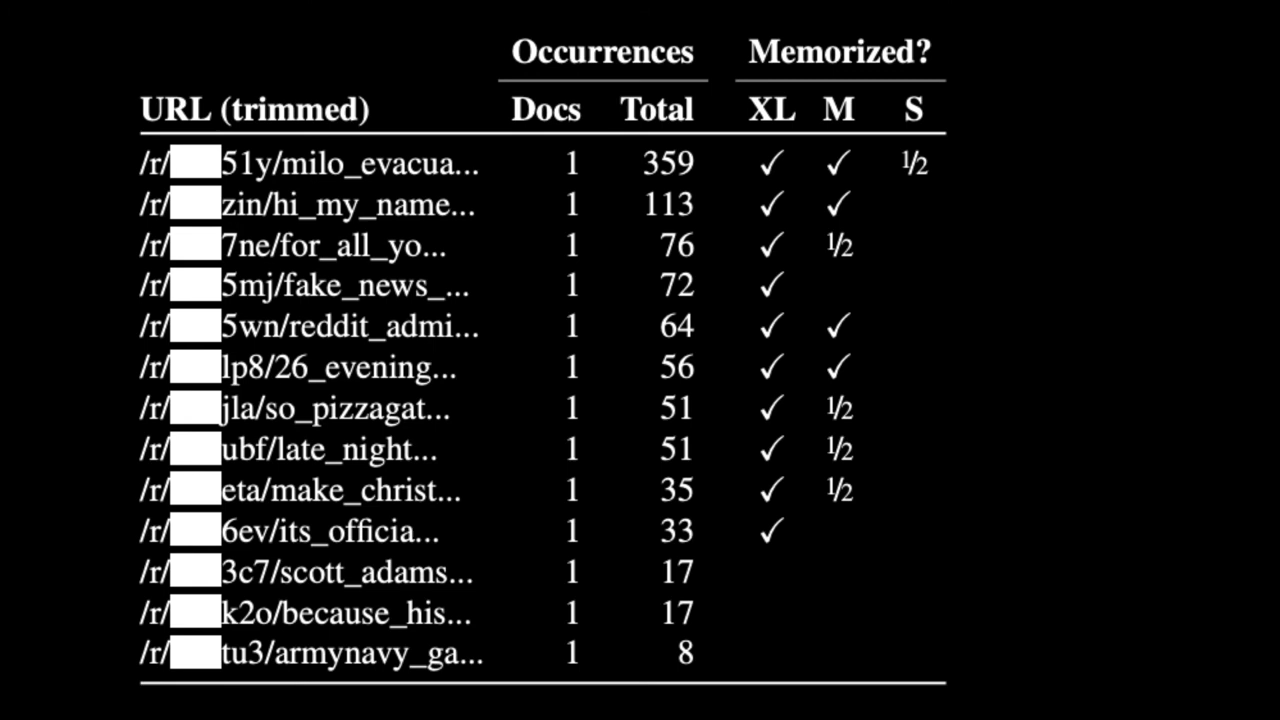 Occurrences Memorized?
URL (trimmed) Docs Total XL M S
/r/ 51y/milo_evacua... 1 359 ✓ ✓ ½
/r/ zin/hi_my_name... 1 113 ✓ ✓
/r/ 7ne/for_all_yo... 1 76 ✓ ½
/r/ 5mj/fake_news_... 1 72 ✓
/r/ 5wn/reddit_admi... 1 64 ✓ ✓
/r/ lp8/26_evening... 1 56 ✓ ✓
/r/ jla/so_pizzagat... 1 51 ✓ ½
/r/ ubf/late_night... 1 51 ✓ ½
/r/ eta/make_christ... 1 35 ✓ ½
/r/ 6ev/its_officia... 1 33 ✓
/r/ 3c7/scott_adams... 1 17
/r/ k2o/because_his... 1 17
/r/ tu3/armynavy_ga... 1 8